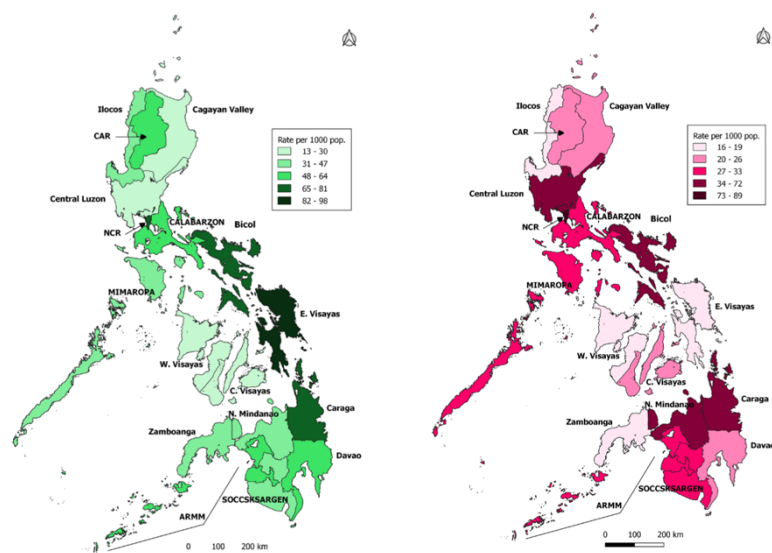 Ilocos
Cagayan Valley
CAR
Rate per 1000 pop.
13 - 30
31 - 47
48 - 64
65 - 81
82 - 98
CALABARZON
Bicol
NCR
MIMAROPA
E. Visayas
W. Visayas
C. Visayas
N. Mindanao
Caraga
Zamboanga
Davao
SOCCSKSARGEN
ARMM
0 100 200 km
Ilocos
Cagayan Valley
CAR
Rate per 1000 pop.
16 - 19
20 - 26
27 - 33
34 - 72
73 - 89
Central Luzon
CALABARZON
Bicol
NCR
MIMAROPA
E. Visayas
W. Visayas
C. Visayas
N. Mindanao
Caraga
Zamboanga
Davao
SOCCSKSARGEN
ARMM
0 100 200 km